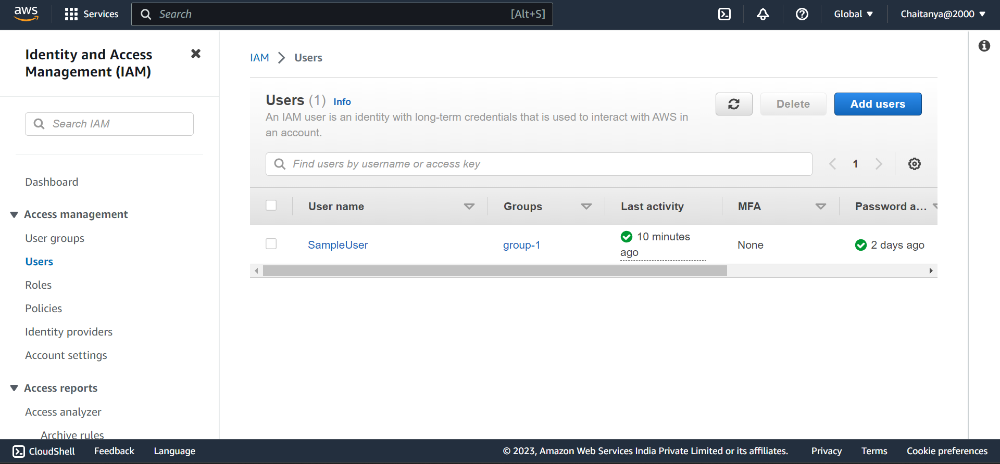 aws
Services
Search [Alt+S]
Global
Chaitanya@2000
Identity and Access
Management (IAM)
Search IAM
Dashboard
Access management
User groups
Users
Roles
Policies
Identity providers
Account settings
Access reports
Access analyzer
Archive rules
IAM Users
Users (1) Info
An IAM user is an identity with long-term credentials that is used to interact with AWS in
an account.
Delete
Add users
Find users by username or access key
1
User name Groups Last activity MFA Password a...
SampleUser group-1 10 minutes
ago
None 2 days ago
CloudShell Feedback Language © 2023, Amazon Web Services India Private Limited or its affiliates. Privacy Terms Cookie preferences